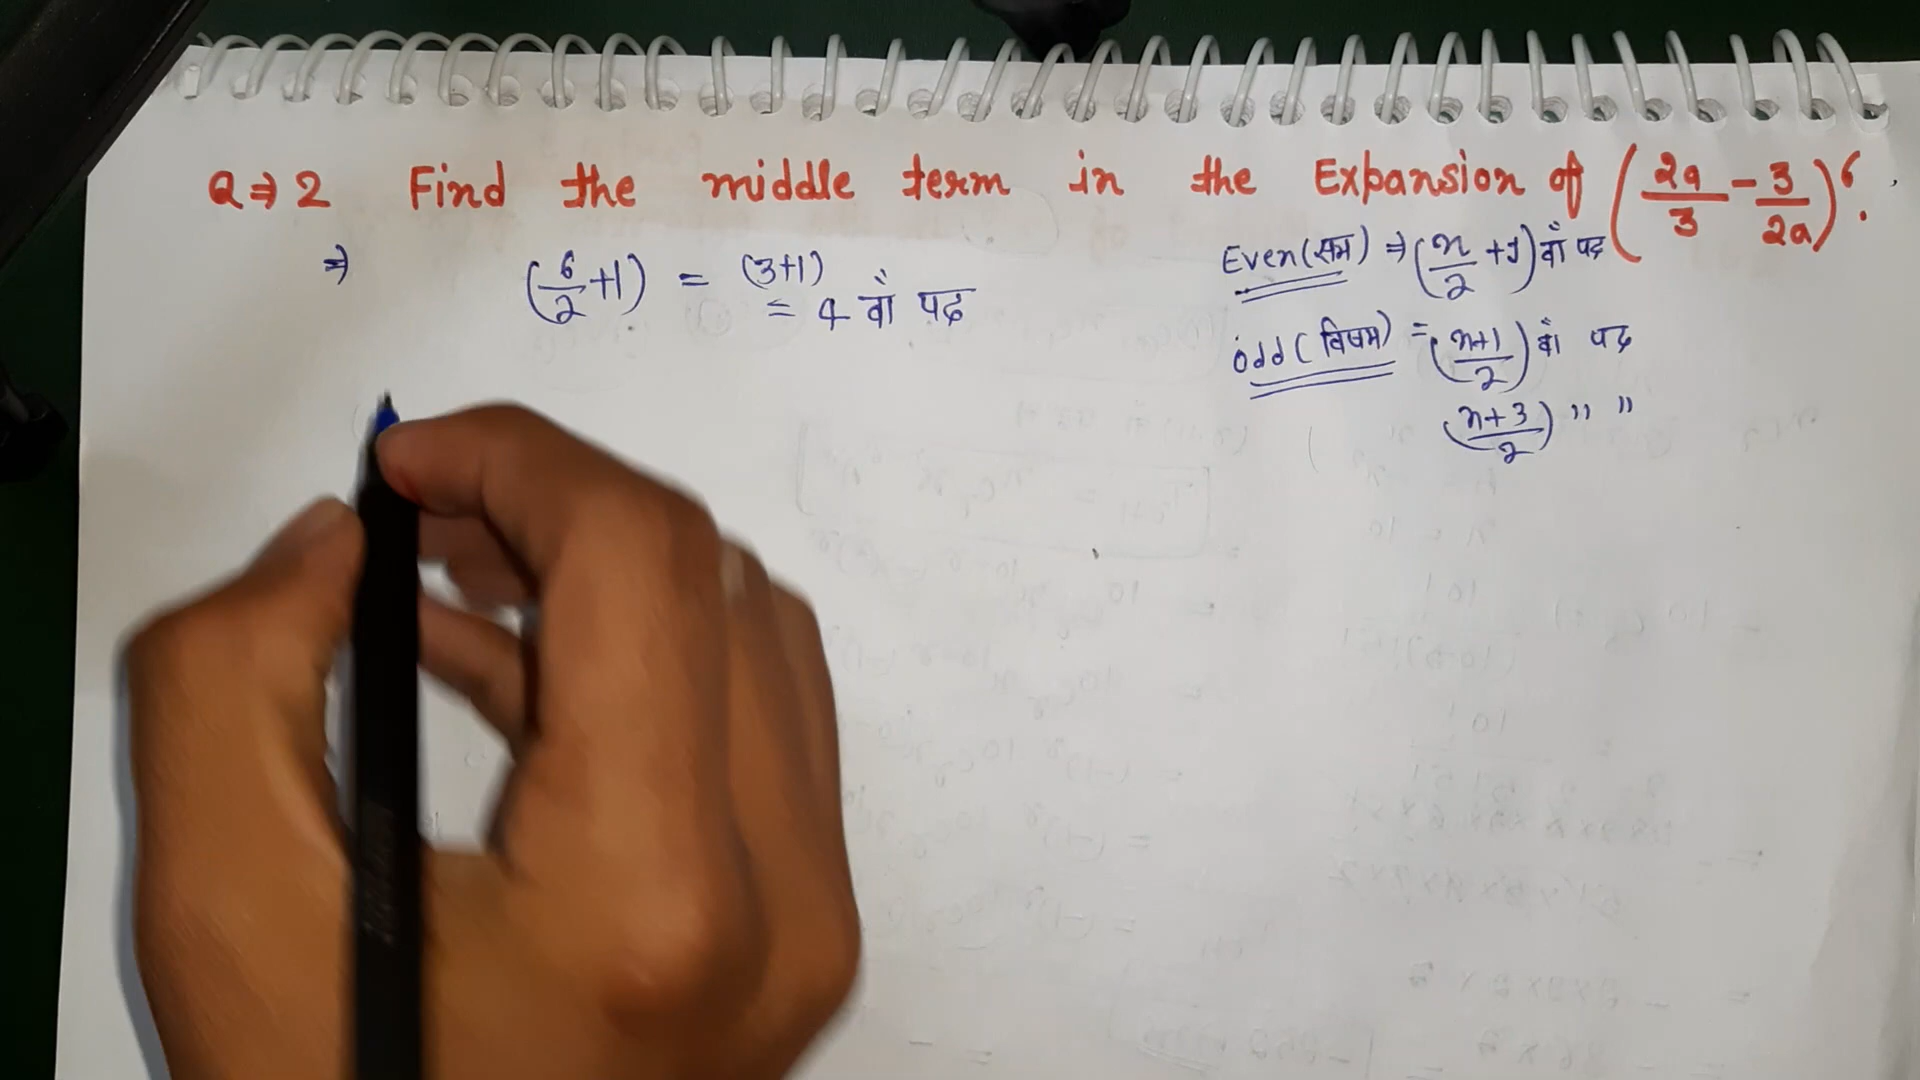 Q⇒2 Find the middle term in the Expansion of (2a/3 - 3/2a)⁶.
⇒ (6/2+1) = (3+1)
= 4 वाँ पद
Even(सम) ⇒ (n/2 +1) वाँ पद
odd(विषम) = (n+1/2) वाँ पद
(n+3/2) " "